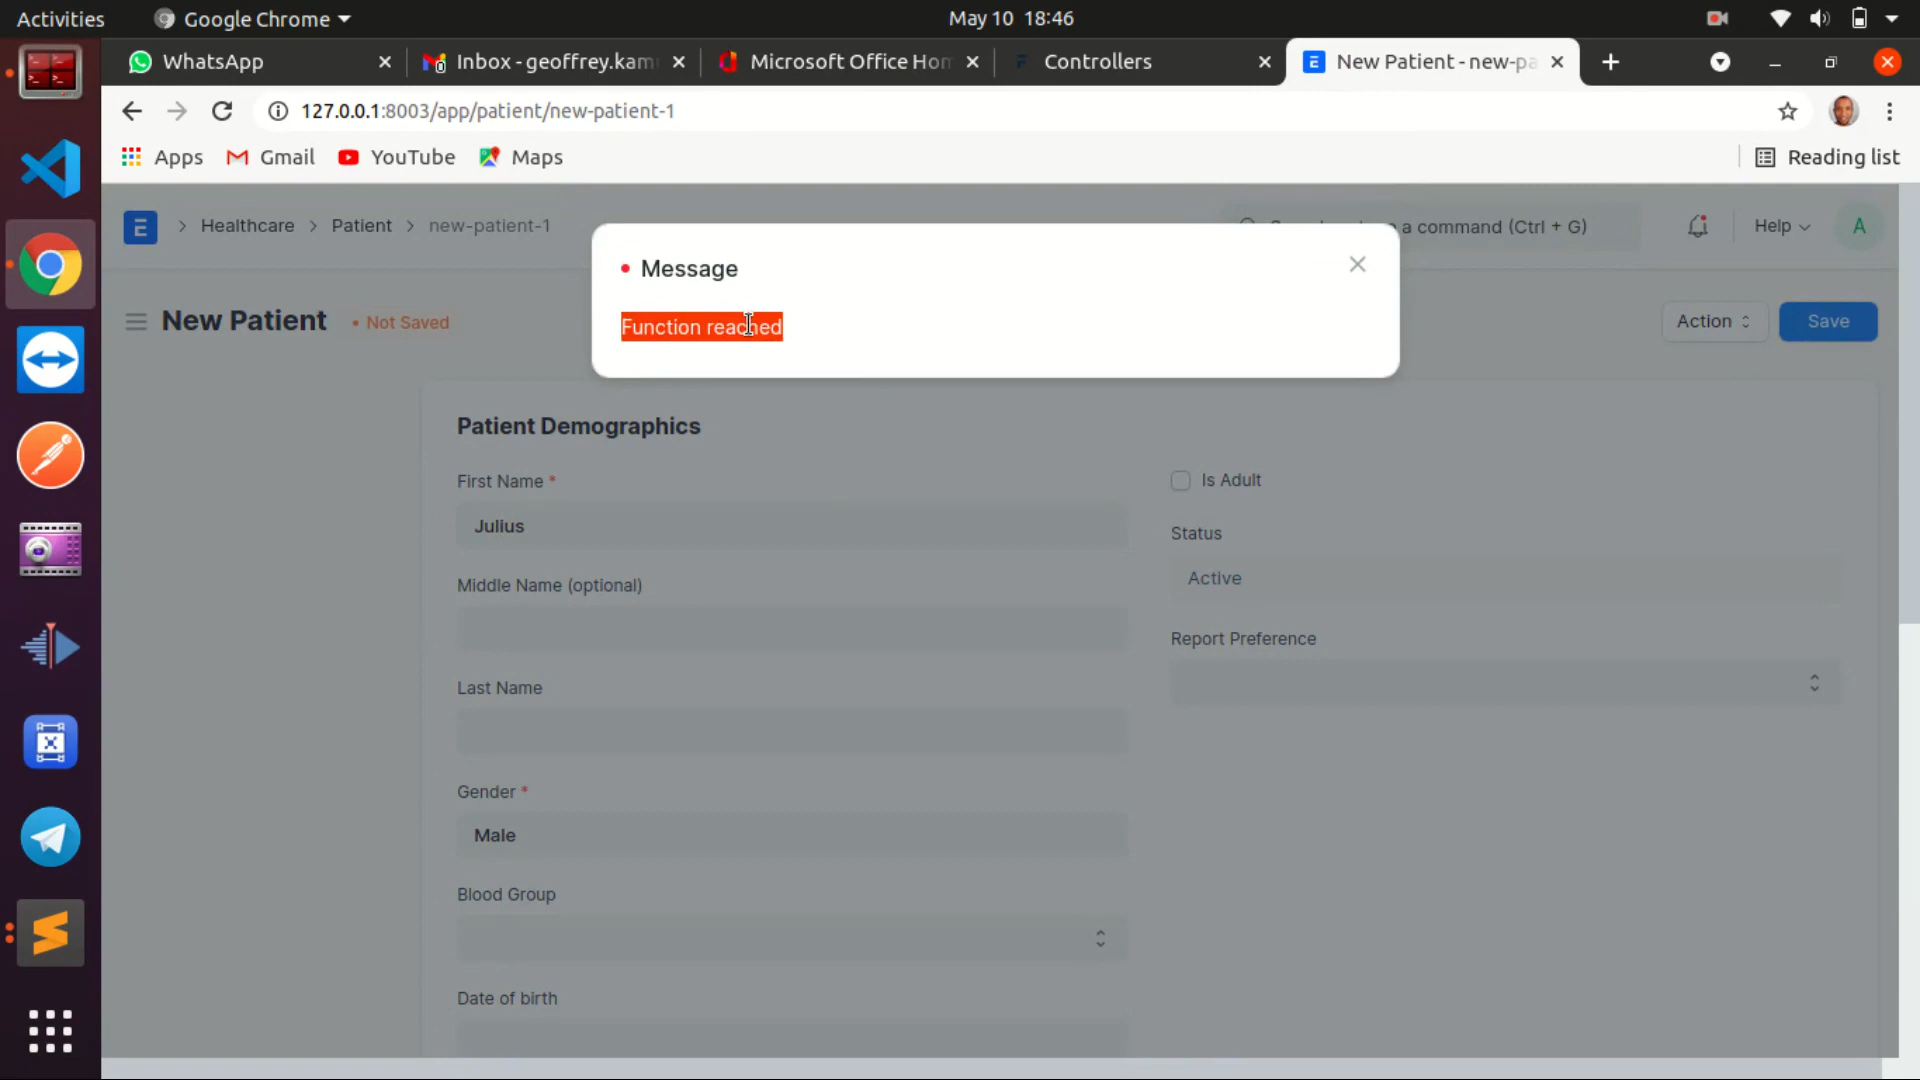 Activities
Google Chrome
May 10 18:46
WhatsApp
Inbox - geoffrey.kam
Microsoft Office Hom
Controllers
New Patient - new-pa
127.0.0.1:8003/app/patient/new-patient-1
Apps
Gmail
YouTube
Maps
Reading list
E
Healthcare
Patient
new-patient-1
a command (Ctrl + G)
Help
A
Message
Function reached
New Patient
• Not Saved
Action
Save
Patient Demographics
First Name *
Julius
Middle Name (optional)
Last Name
Gender *
Male
Blood Group
Date of birth
Is Adult
Status
Active
Report Preference